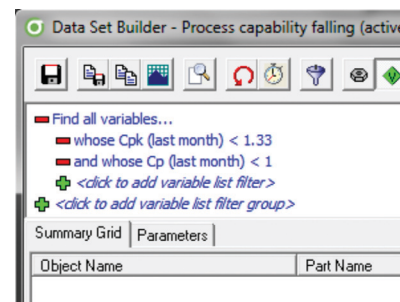 Data Set Builder - Process capability falling (active
Find all variables...
whose Cpk (last month) < 1.33
and whose Cp (last month) < 1
<click to add variable list filter>
<click to add variable list filter group>
Summary Grid Parameters
Object Name Part Name